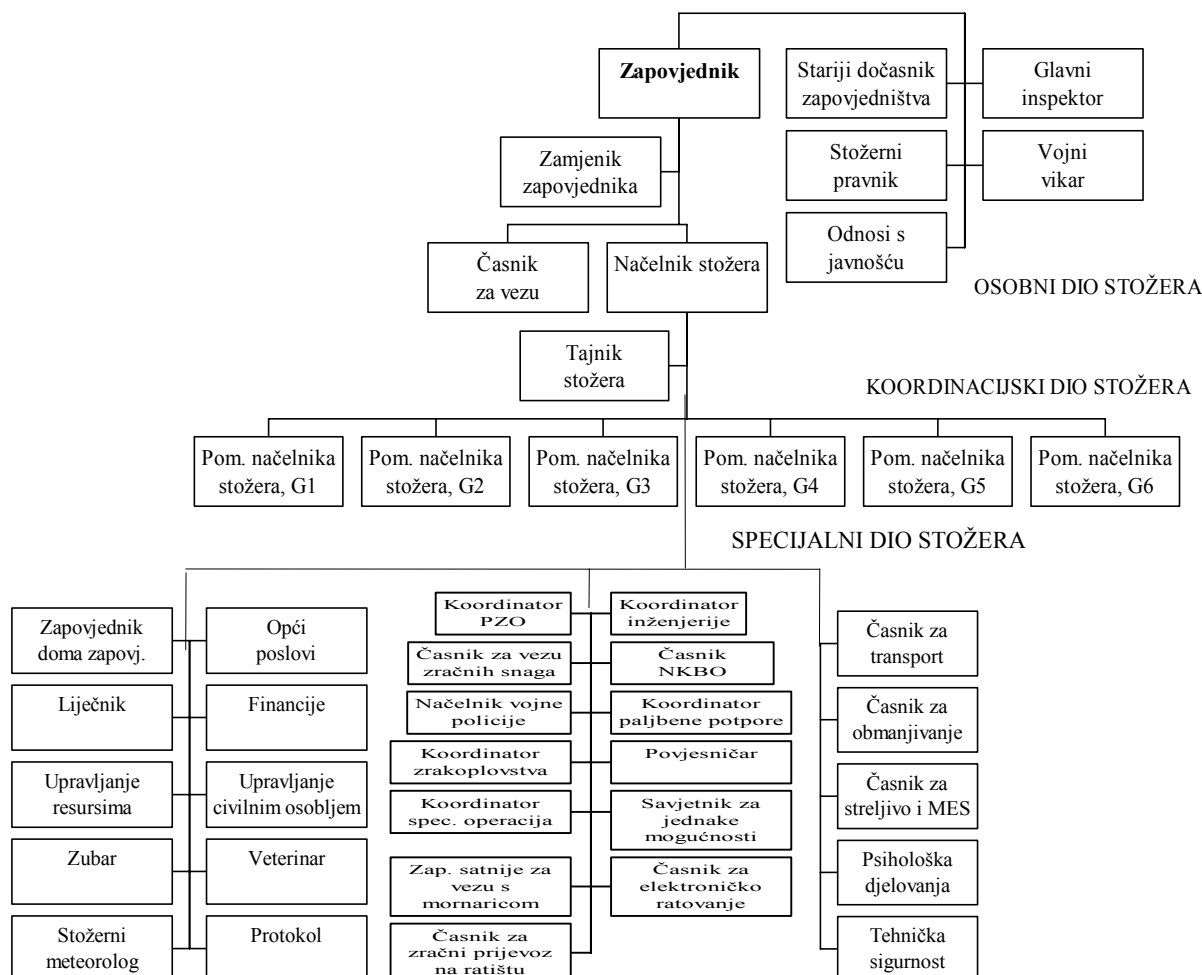 Zapovjednik
Stariji dočasnik
zapovjedništva
Glavni
inspektor
Zamjenik
zapovjednika
Stožerni
pravnik
Vojni
vikar
Odnosi s
javnošću
Časnik
za vezu
Načelnik stožera
OSOBNI DIO STOŽERA
Tajnik
stožera
KOORDINACIJSKI DIO STOŽERA
Pom. načelnika
stožera, G1
Pom. načelnika
stožera, G2
Pom. načelnika
stožera, G3
Pom. načelnika
stožera, G4
Pom. načelnika
stožera, G5
Pom. načelnika
stožera, G6
SPECIJALNI DIO STOŽERA
Zapovjednik
doma zapovj.
Opći
poslovi
Liječnik
Financije
Upravljanje
resursima
Upravljanje
civilnim osobljem
Zubar
Veterinar
Stožerni
meteorolog
Protokol
Koordinator
PZO
Koordinator
inženjerije
Časnik za vezu
zračnih snaga
Časnik
NKBO
Načelnik vojne
policije
Koordinator
paljbene potpore
Koordinator
zrakoplovstva
Povjesničar
Koordinator
spec. operacija
Savjetnik za
jednake
mogućnosti
Zap. satnije za
vezu s
mornaricom
Časnik za
elektroničko
ratovanje
Časnik za
zračni prijevoz
na ratištu
Časnik za
transport
Časnik za
obmanjivanje
Časnik za
streljivo i MES
Psihološka
djelovanja
Tehnička
sigurnost